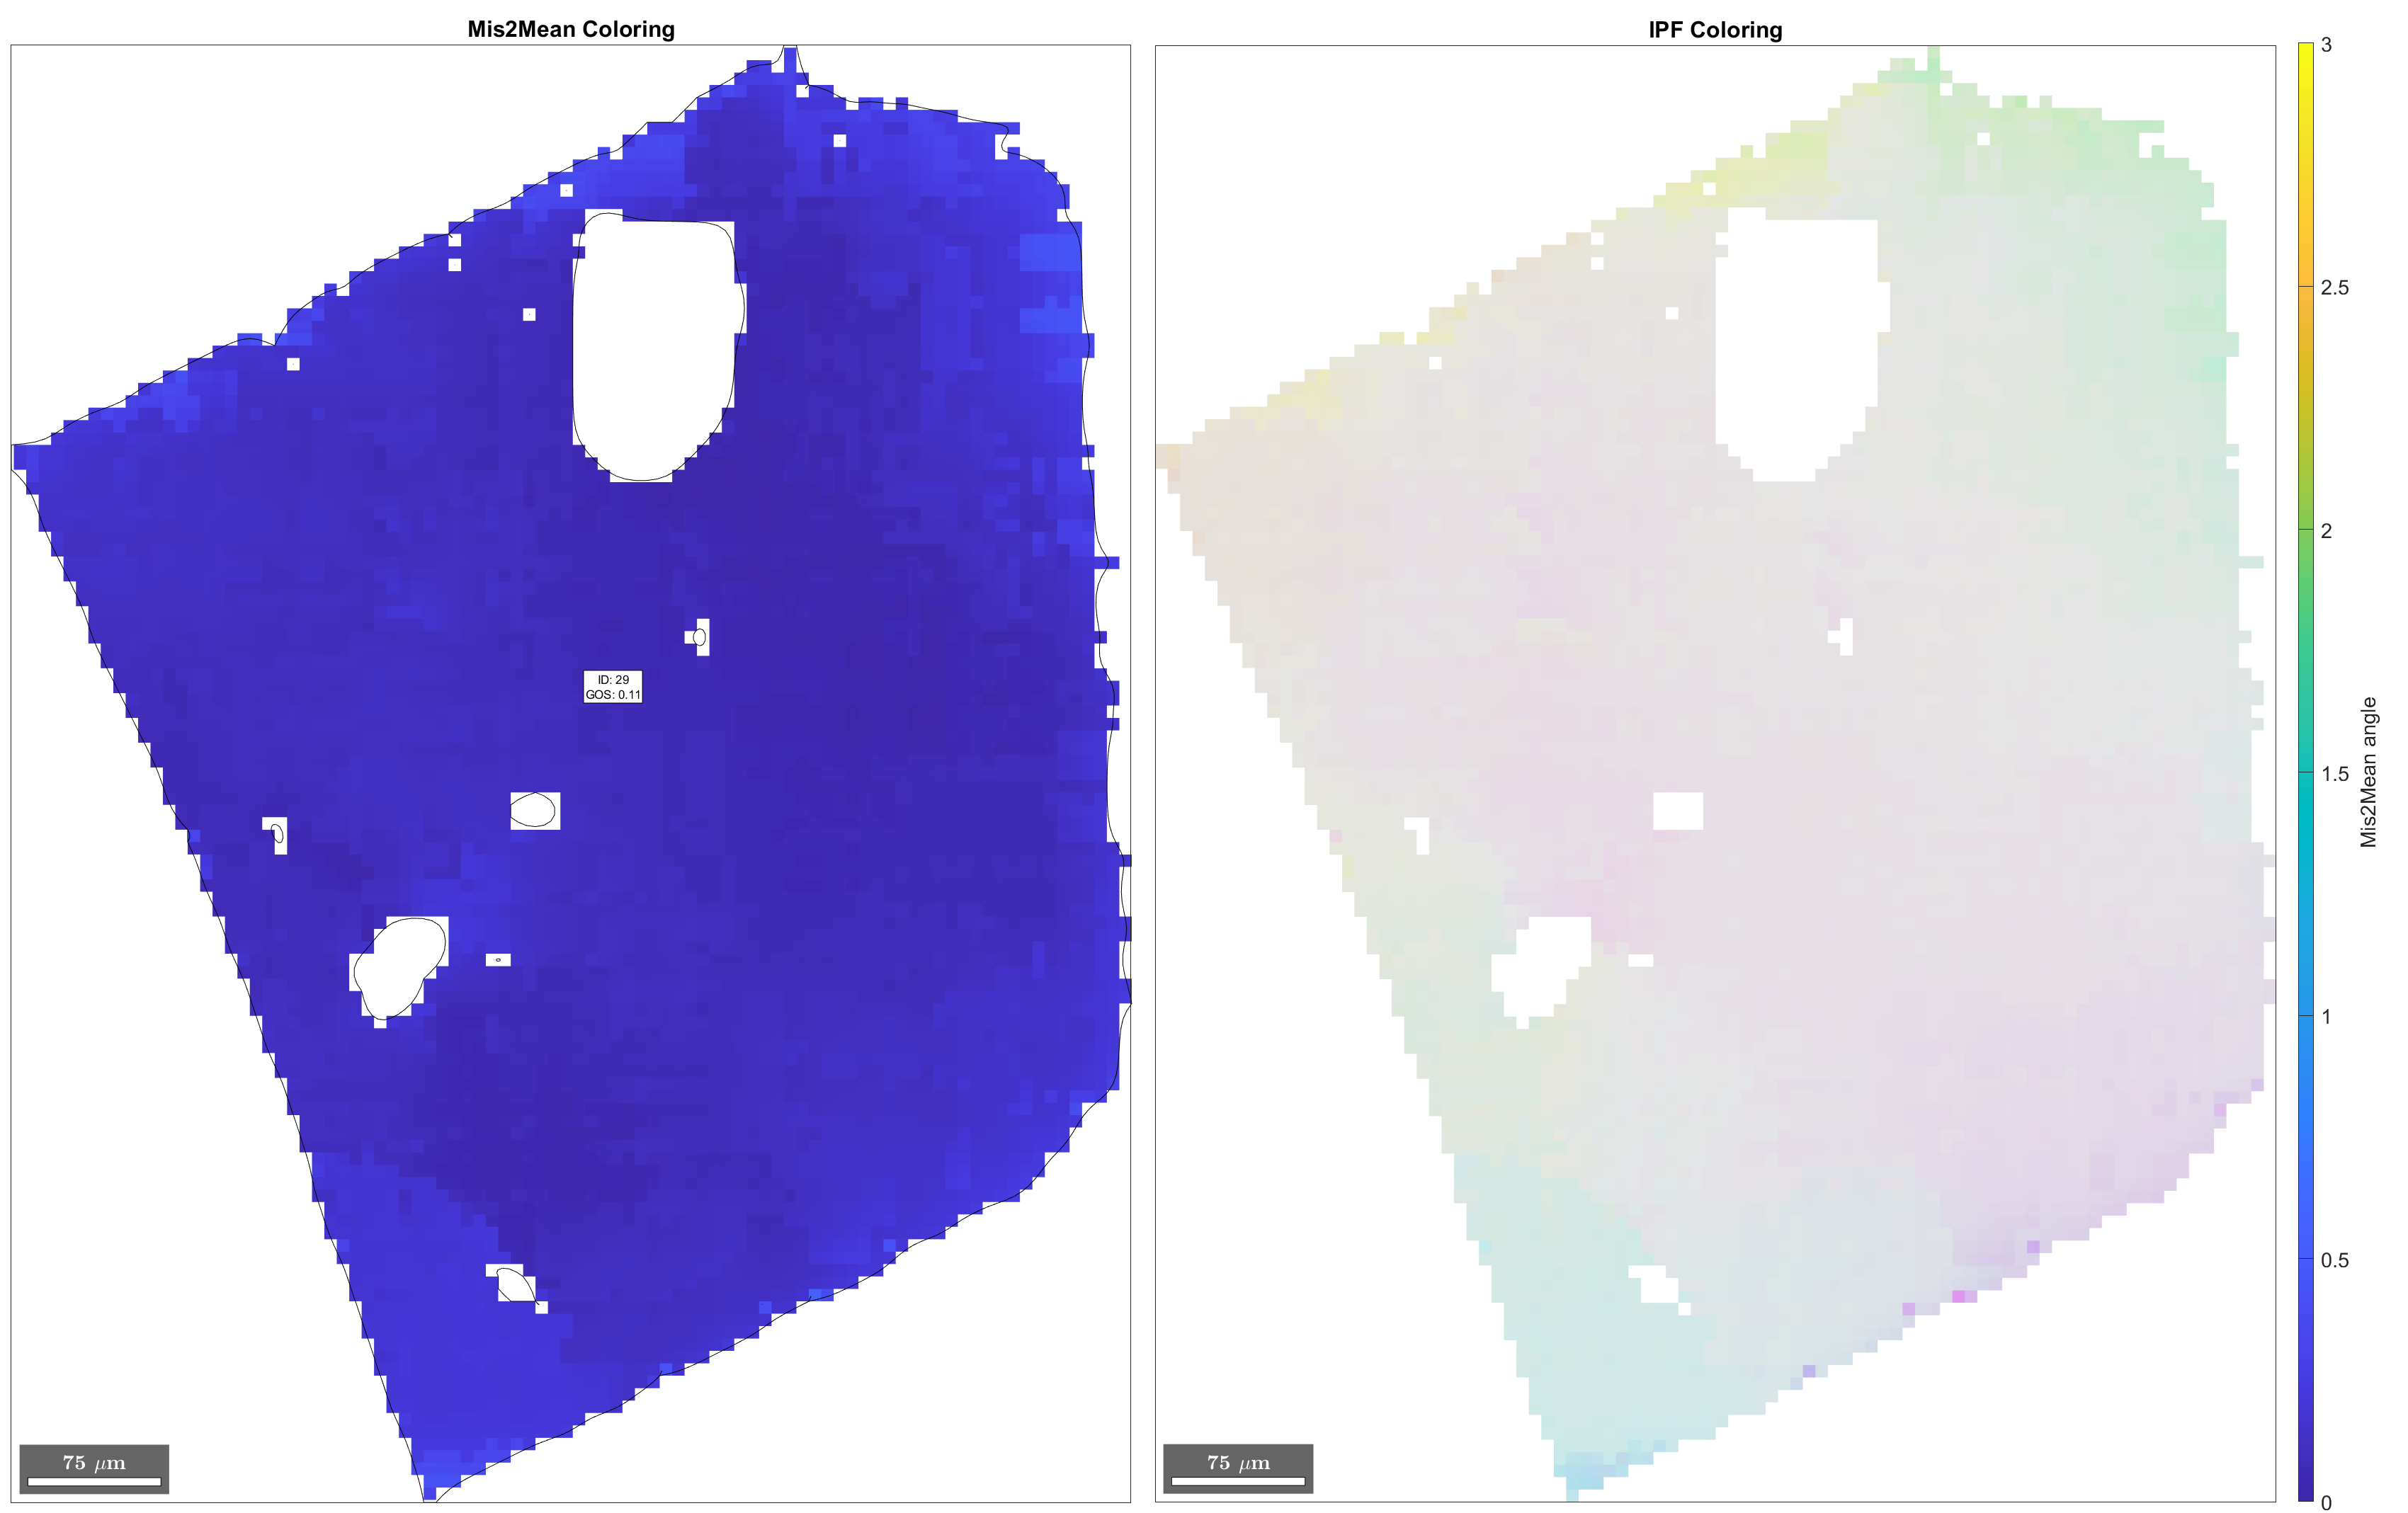 Mis2Mean Coloring
IPF Coloring
ID: 29
GOS: 0.11
75 μm
75 μm
3
2.5
2
1.5
1
0.5
0
Mis2Mean angle